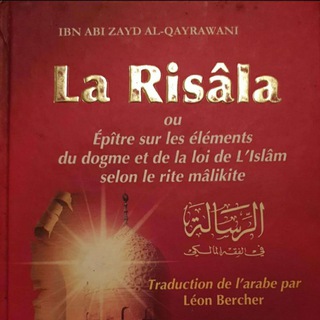 IBN ABI ZAYD AL-QAYRAWANI
La Risâla
ou
Épître sur les éléments
du dogme et de la loi de L'Islâm
selon le rite mâlikite
الرسالة
في الفقه المالكي
Traduction de l'arabe par
Léon Bercher